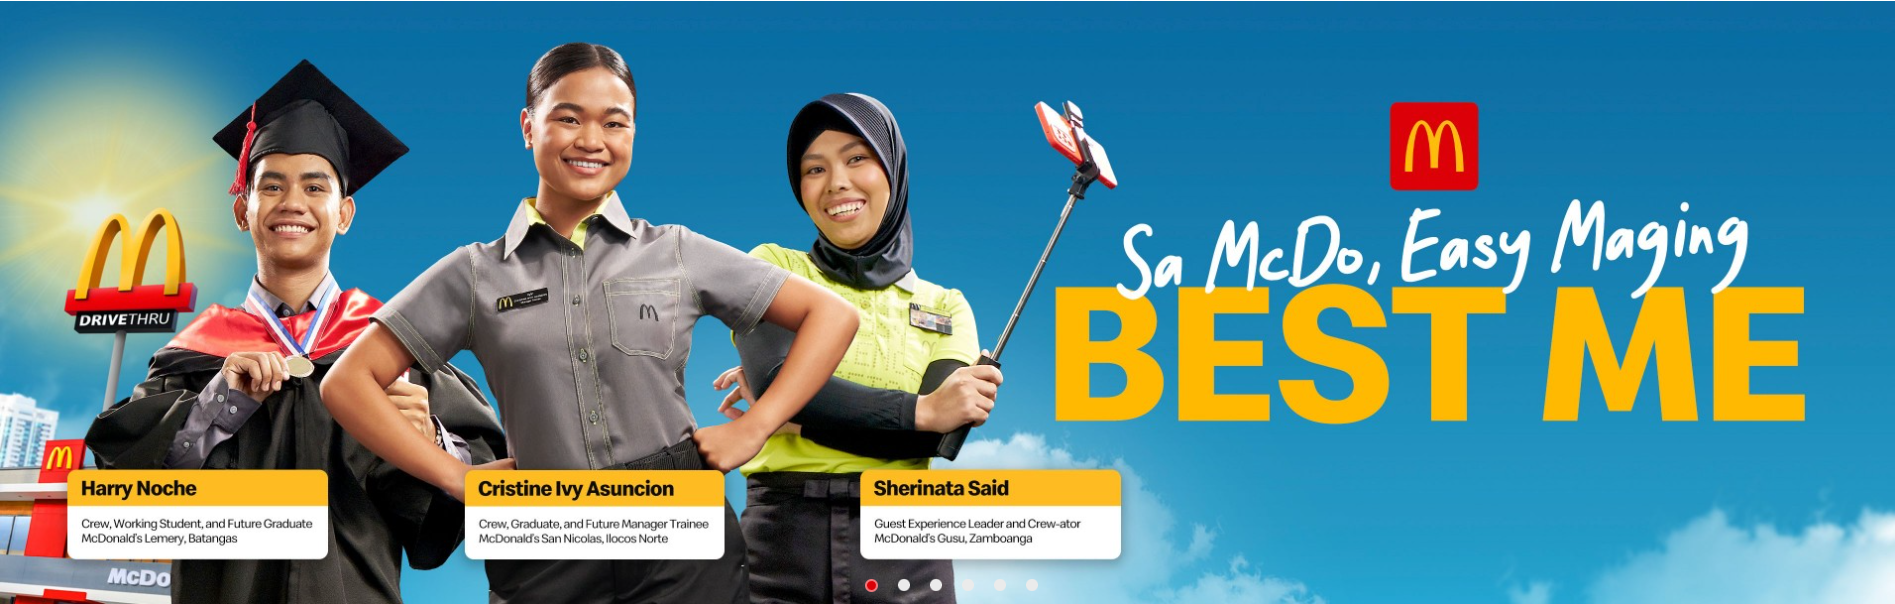 Sa McDo, Easy Maging
BEST ME
DRIVETHRU
Harry Noche
Crew, Working Student, and Future Graduate
McDonald's Lemery, Batangas
Cristine Ivy Asuncion
Crew, Graduate, and Future Manager Trainee
McDonald's San Nicolas, Ilocos Norte
Sherinata Said
Guest Experience Leader and Crew-ator
McDonald's Gusu, Zamboanga
McDo